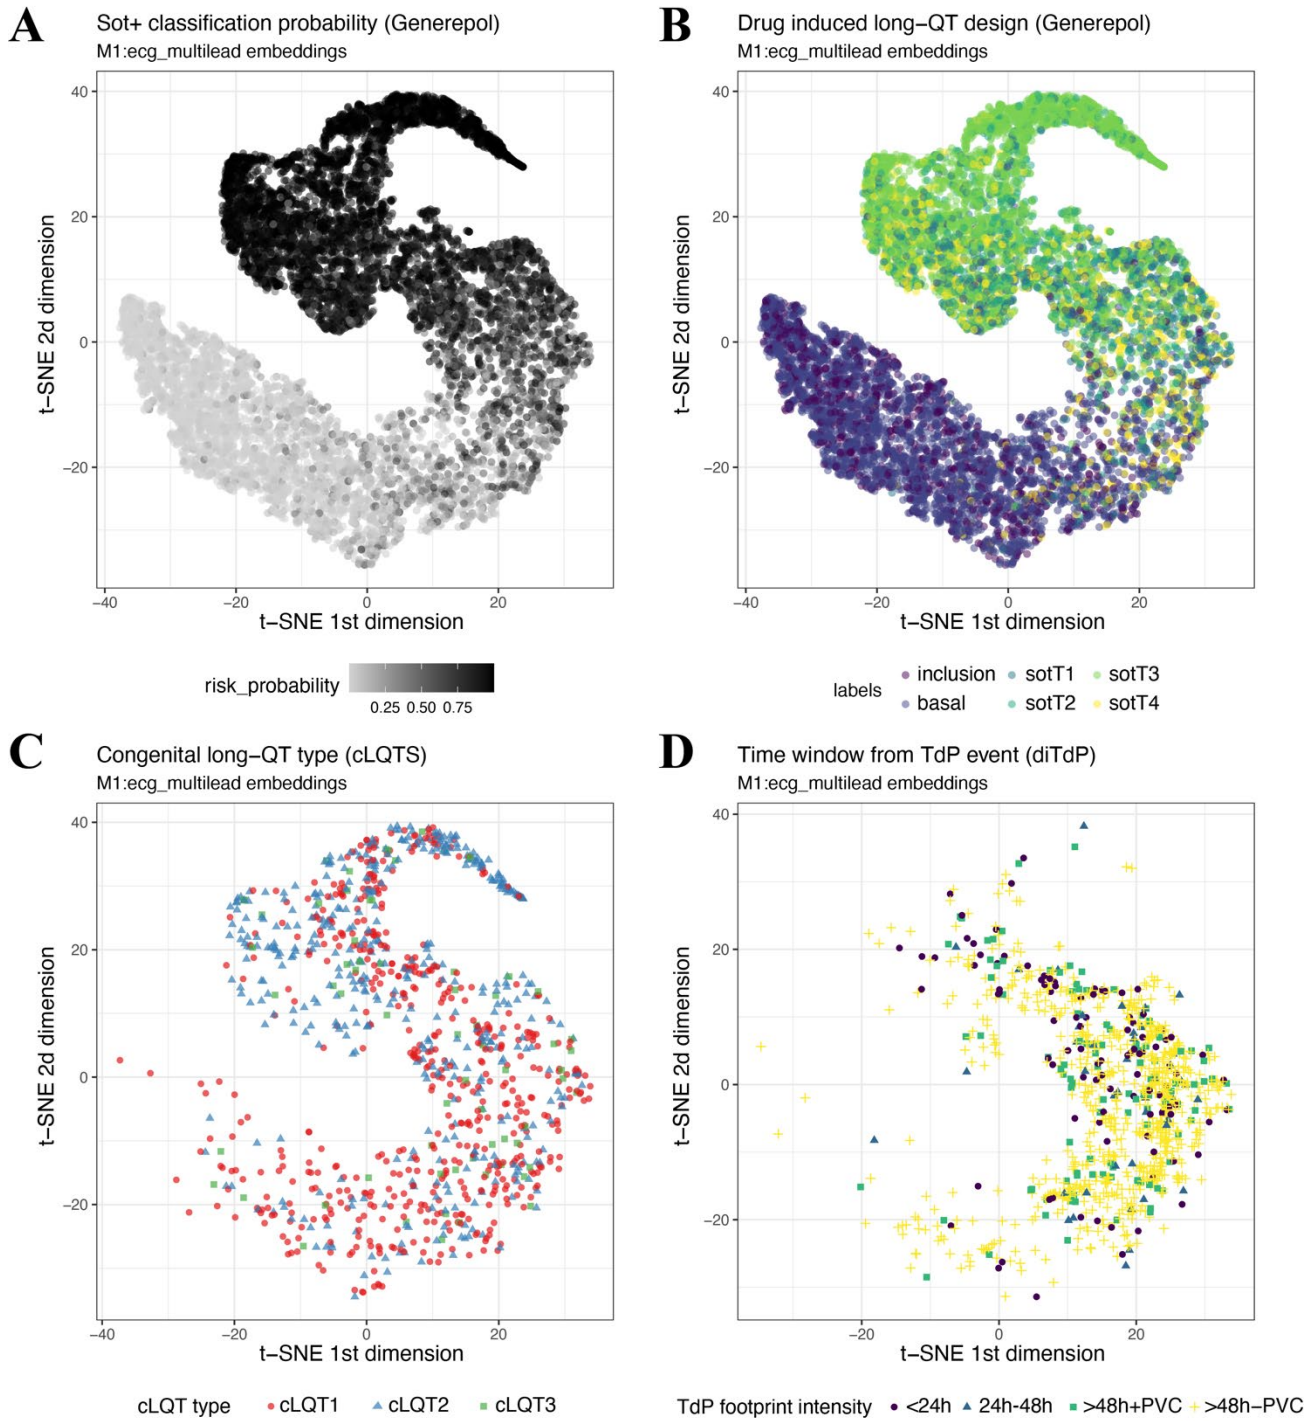 A
Sot+ classification probability (Generepol)
M1:ecg_multilead embeddings
40
20
0
−20
t−SNE 2d dimension
−40 −20 0 20
t−SNE 1st dimension
risk_probability
0.25 0.50 0.75
B
Drug induced long−QT design (Generepol)
M1:ecg_multilead embeddings
40
20
0
−20
t−SNE 2d dimension
−40 −20 0 20
t−SNE 1st dimension
labels
inclusion sotT1 sotT3
basal sotT2 sotT4
C
Congenital long−QT type (cLQTS)
M1:ecg_multilead embeddings
40
20
0
−20
t−SNE 2d dimension
−40 −20 0 20
t−SNE 1st dimension
cLQT type cLQT1 cLQT2 cLQT3
D
Time window from TdP event (diTdP)
M1:ecg_multilead embeddings
40
20
0
−20
t−SNE 2d dimension
−20 0 20
t−SNE 1st dimension
TdP footprint intensity <24h 24h-48h >48h+PVC >48h−PVC